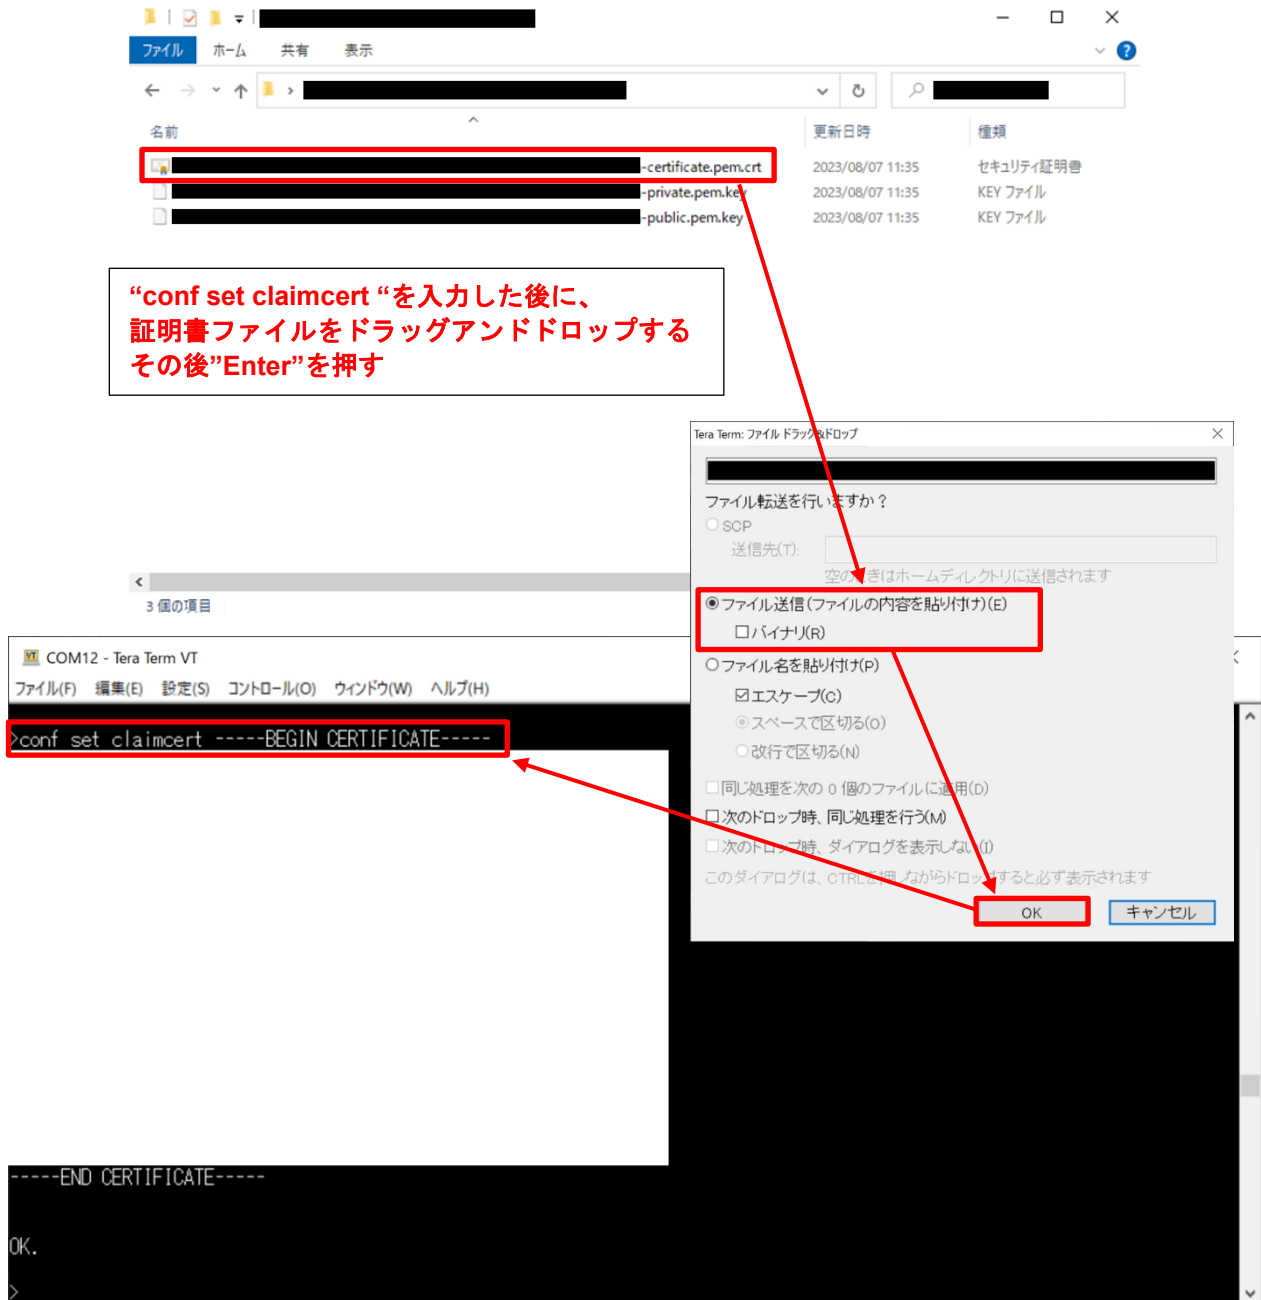 ファイル ホーム 共有 表示
名前 更新日時 種類
-certificate.pem.crt 2023/08/07 11:35 セキュリティ証明書
-private.pem.key 2023/08/07 11:35 KEY ファイル
-public.pem.key 2023/08/07 11:35 KEY ファイル
“conf set claimcert “を入力した後に、
証明書ファイルをドラッグアンドドロップする
その後”Enter”を押す
3 個の項目
Tera Term: ファイル ドラッグ&ドロップ
ファイル転送を行いますか？
SCP
送信先(T):
空のときはホームディレクトリに送信されます
ファイル送信(ファイルの内容を貼り付け)(E)
バイナリ(R)
ファイル名を貼り付け(P)
エスケープ(C)
スペースで区切る(O)
改行で区切る(N)
同じ処理を次の 0 個のファイルに適用(D)
次のドロップ時、同じ処理を行う(M)
次のドロップ時、ダイアログを表示しない(I)
このダイアログは、CTRLを押しながらドロップすると必ず表示されます
OK キャンセル
COM12 - Tera Term VT
ファイル(F) 編集(E) 設定(S) コントロール(O) ウィンドウ(W) ヘルプ(H)
>conf set claimcert -----BEGIN CERTIFICATE-----
-----END CERTIFICATE-----
OK.
>